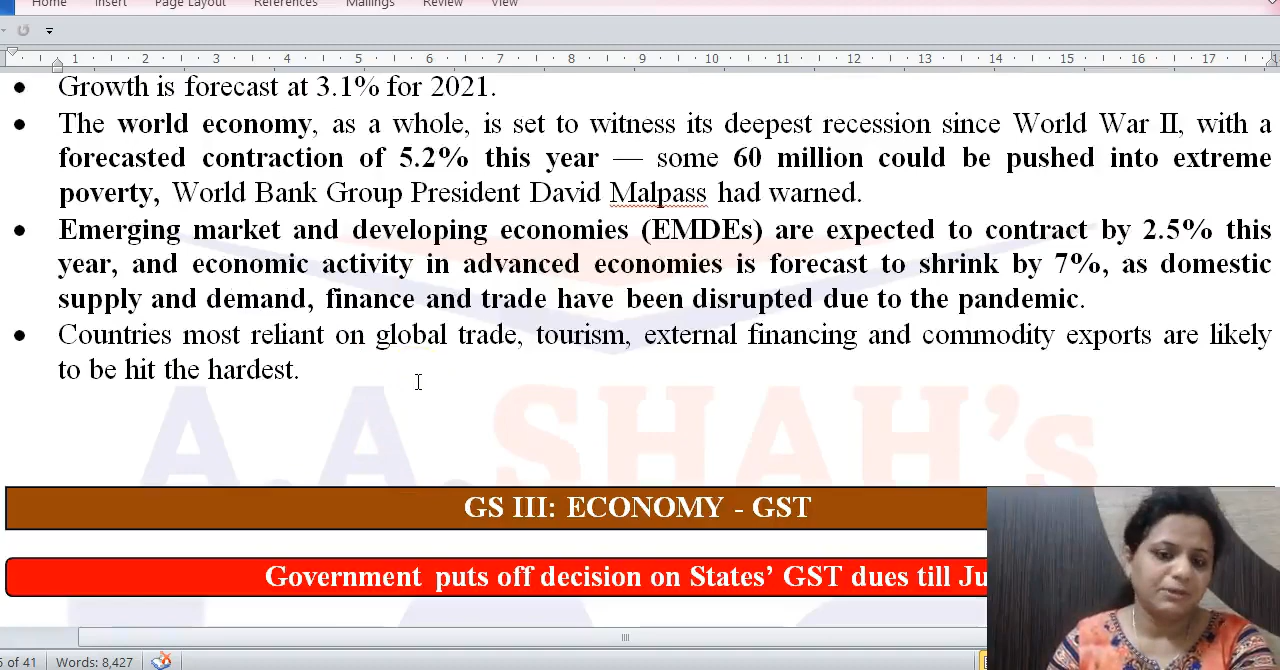 Home Insert Page Layout References Mailings Review View
1 2 3 4 5 6 7 8 9 10 11 12 13 14 15 16 17
• Growth is forecast at 3.1% for 2021.
• The world economy, as a whole, is set to witness its deepest recession since World War II, with a
forecasted contraction of 5.2% this year — some 60 million could be pushed into extreme
poverty, World Bank Group President David Malpass had warned.
• Emerging market and developing economies (EMDEs) are expected to contract by 2.5% this
year, and economic activity in advanced economies is forecast to shrink by 7%, as domestic
supply and demand, finance and trade have been disrupted due to the pandemic.
• Countries most reliant on global trade, tourism, external financing and commodity exports are likely
to be hit the hardest.
A.A.SHAH's
GS III: ECONOMY - GST
Government puts off decision on States' GST dues till Ju
of 41 Words: 8,427